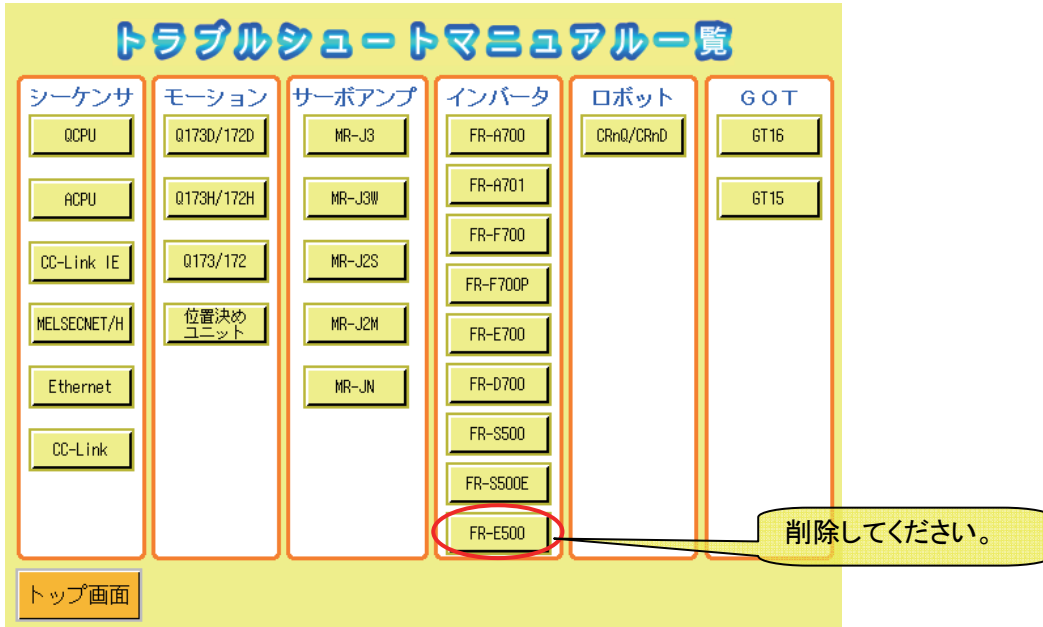 トラブルシュートマニュアル一覧
シーケンサ
QCPU
ACPU
CC-Link IE
MELSECNET/H
Ethernet
CC-Link
モーション
Q173D/172D
Q173H/172H
Q173/172
位置決め
ユニット
サーボアンプ
MR-J3
MR-J3W
MR-J2S
MR-J2M
MR-JN
インバータ
FR-A700
FR-A701
FR-F700
FR-F700P
FR-E700
FR-D700
FR-S500
FR-S500E
FR-E500
ロボット
CRnQ/CRnD
GOT
GT16
GT15
削除してください。
トップ画面